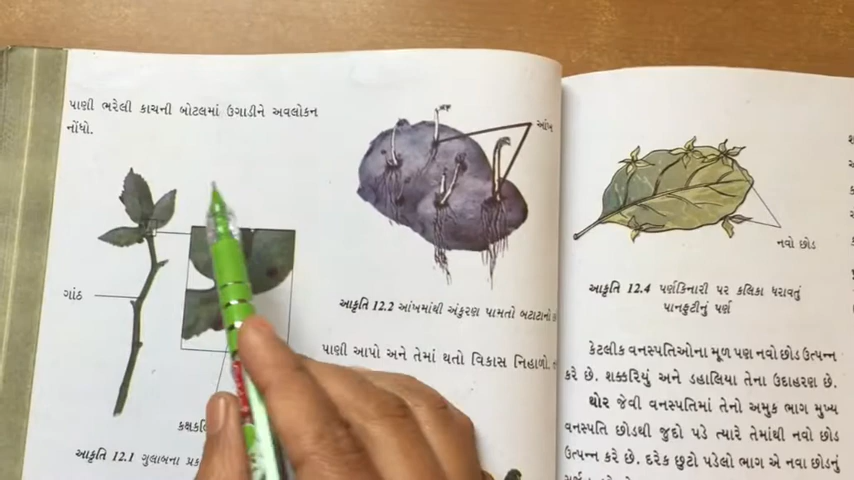 પાણી ભરેલી કાચની બોટલમાં ઉગાડીને અવલોકન
નોંધો.
ગાંઠ
આકૃતિ 12.1 ગુલાબના
આંખ
આકૃતિ 12.2 આંખમાંથી અંકુરણ પામતો બટાટાનો
પાણી આપો અને તેમાં થતો વિકાસ નિહાળો.
નવો છોડ
આકૃતિ 12.4 પર્ણકિનારી પર કલિકા ધરાવતું
પાનફુટીનું પર્ણ
કેટલીક વનસ્પતિઓના મૂળ પણ નવો છોડ ઉત્પન્ન
કરે છે. શક્કરિયું અને ડહાલિયા તેના ઉદાહરણ છે.
થોર જેવી વનસ્પતિમાં તેનો અમુક ભાગ મુખ્ય
વનસ્પતિ છોડથી જુદો પડે ત્યારે તેમાંથી નવો છોડ
ઉત્પન્ન કરે છે. દરેક છુટો પડેલો ભાગ એ નવા છોડનું